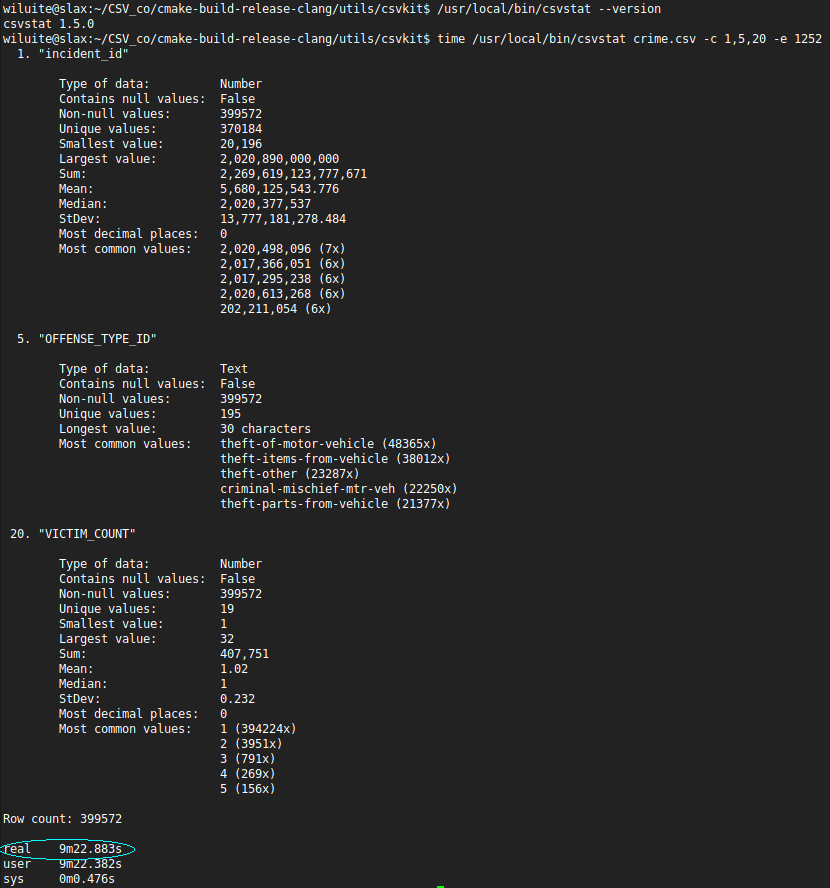 wiluite@slax:~/CSV_co/cmake-build-release-clang/utils/csvkit$ /usr/local/bin/csvstat --version
csvstat 1.5.0
wiluite@slax:~/CSV_co/cmake-build-release-clang/utils/csvkit$ time /usr/local/bin/csvstat crime.csv -c 1,5,20 -e 1252
  1. "incident_id"

        Type of data:          Number
        Contains null values:  False
        Non-null values:       399572
        Unique values:         370184
        Smallest value:        20,196
        Largest value:         2,020,890,000,000
        Sum:                   2,269,619,123,777,671
        Mean:                  5,680,125,543.776
        Median:                2,020,377,537
        StDev:                 13,777,181,278.484
        Most decimal places:   0
        Most common values:    2,020,498,096 (7x)
                               2,017,366,051 (6x)
                               2,017,295,238 (6x)
                               2,020,613,268 (6x)
                               202,211,054 (6x)

  5. "OFFENSE_TYPE_ID"

        Type of data:          Text
        Contains null values:  False
        Non-null values:       399572
        Unique values:         195
        Longest value:         30 characters
        Most common values:    theft-of-motor-vehicle (48365x)
                               theft-items-from-vehicle (38012x)
                               theft-other (23287x)
                               criminal-mischief-mtr-veh (22250x)
                               theft-parts-from-vehicle (21377x)

 20. "VICTIM_COUNT"

        Type of data:          Number
        Contains null values:  False
        Non-null values:       399572
        Unique values:         19
        Smallest value:        1
        Largest value:         32
        Sum:                   407,751
        Mean:                  1.02
        Median:                1
        StDev:                 0.232
        Most decimal places:   0
        Most common values:    1 (394224x)
                               2 (3951x)
                               3 (791x)
                               4 (269x)
                               5 (156x)

Row count: 399572

real    9m22.883s
user    9m22.382s
sys     0m0.476s